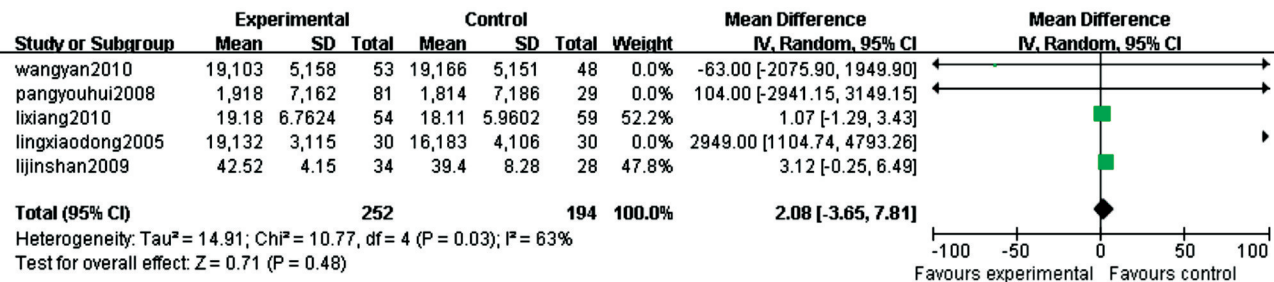 Experimental Control Mean Difference Mean Difference
Study or Subgroup Mean SD Total Mean SD Total Weight IV, Random, 95% CI IV, Random, 95% CI
wangyan2010 19,103 5,158 53 19,166 5,151 48 0.0% -63.00 [-2075.90, 1949.90]
pangyouhui2008 1,918 7,162 81 1,814 7,186 29 0.0% 104.00 [-2941.15, 3149.15]
lixiang2010 19.18 6.7624 54 18.11 5.9602 59 52.2% 1.07 [-1.29, 3.43]
lingxiaodong2005 19,132 3,115 30 16,183 4,106 30 0.0% 2949.00 [1104.74, 4793.26]
lijinshan2009 42.52 4.15 34 39.4 8.28 28 47.8% 3.12 [-0.25, 6.49]
Total (95% CI) 252 194 100.0% 2.08 [-3.65, 7.81]
Heterogeneity: Tau² = 14.91; Chi² = 10.77, df = 4 (P = 0.03); I² = 63%
Test for overall effect: Z = 0.71 (P = 0.48)
-100 -50 0 50 100
Favours experimental Favours control